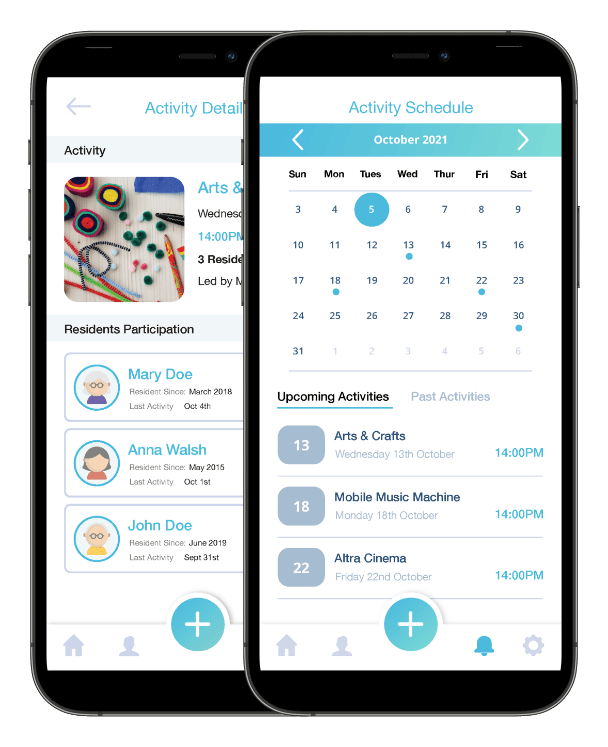 Activity Detail
Activity
Arts &
Wednesd
14:00PM
3 Reside
Led by M
Residents Participation
Mary Doe
Resident Since: March 2018
Last Activity Oct 4th
Anna Walsh
Resident Since: May 2015
Last Activity Oct 1st
John Doe
Resident Since: June 2019
Last Activity Sept 31st
Activity Schedule
October 2021
Sun Mon Tues Wed Thur Fri Sat
3 4 5 6 7 8 9
10 11 12 13 14 15 16
17 18 19 20 21 22 23
24 25 26 27 28 29 30
31 1 2 3 4 5 6
Upcoming Activities Past Activities
13 Arts & Crafts
Wednesday 13th October 14:00PM
18 Mobile Music Machine
Monday 18th October 14:00PM
22 Altra Cinema
Friday 22nd October 14:00PM